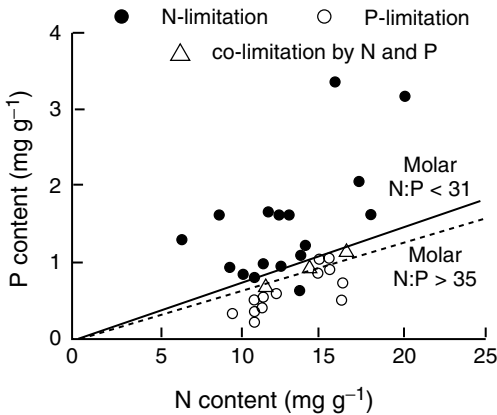 N-limitation P-limitation
co-limitation by N and P
4
3
2
1
0
P content (mg g⁻¹)
Molar
N:P < 31
Molar
N:P > 35
0 5 10 15 20 25
N content (mg g⁻¹)